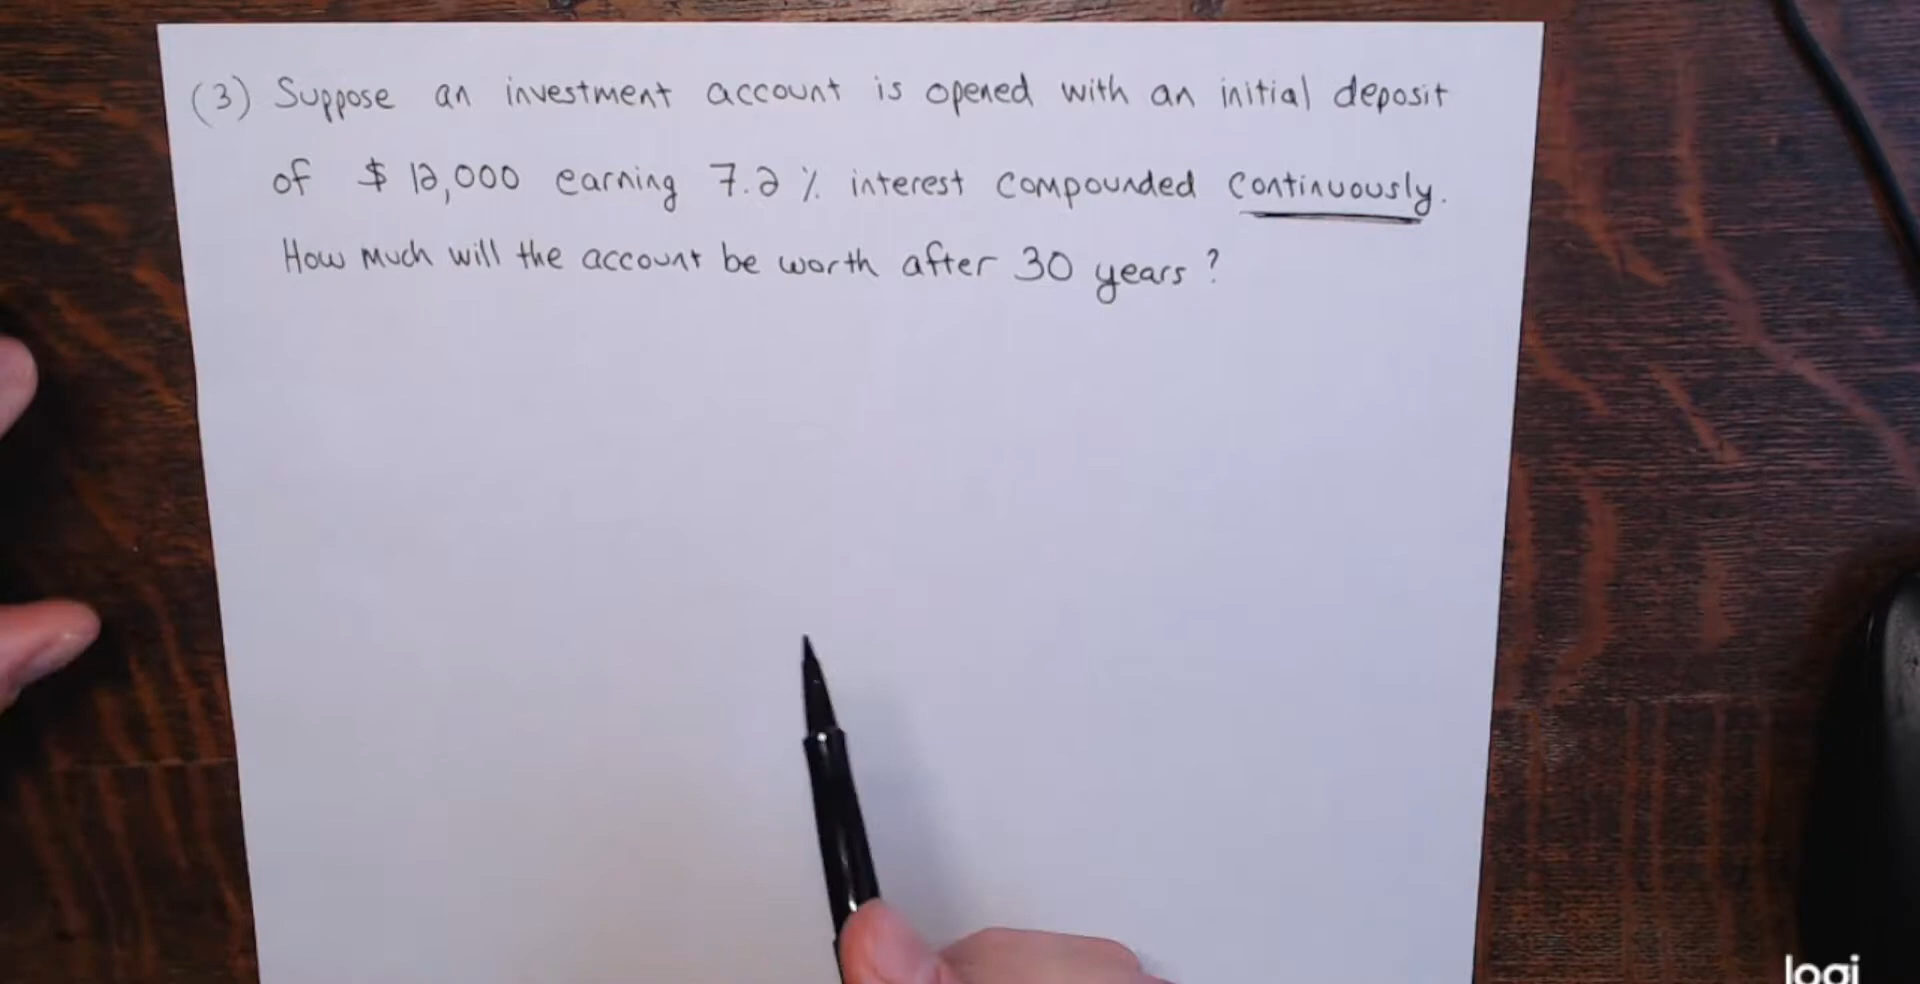 (3) Suppose an investment account is opened with an initial deposit
of $ 12,000 earning 7.2 % interest compounded continuously.
How much will the account be worth after 30 years ?
logi